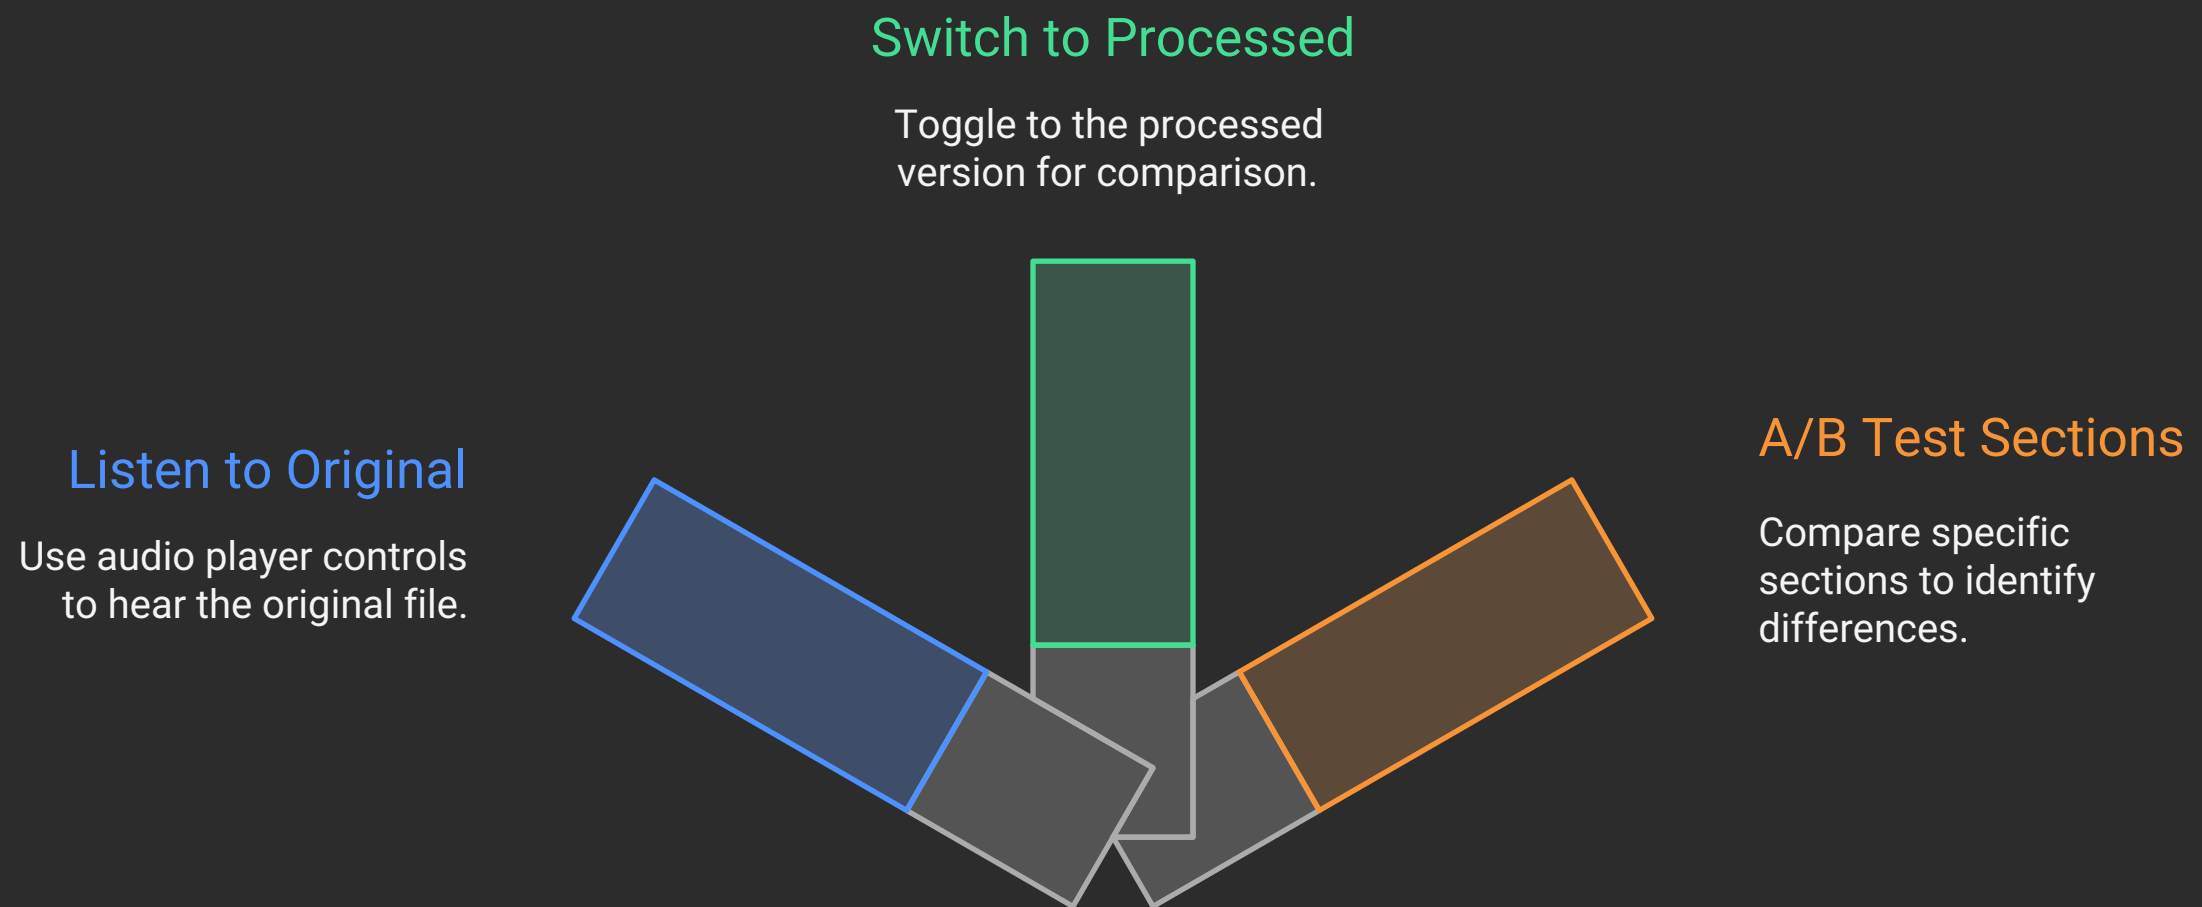 Switch to Processed
Toggle to the processed
version for comparison.
Listen to Original
Use audio player controls
to hear the original file.
A/B Test Sections
Compare specific
sections to identify
differences.